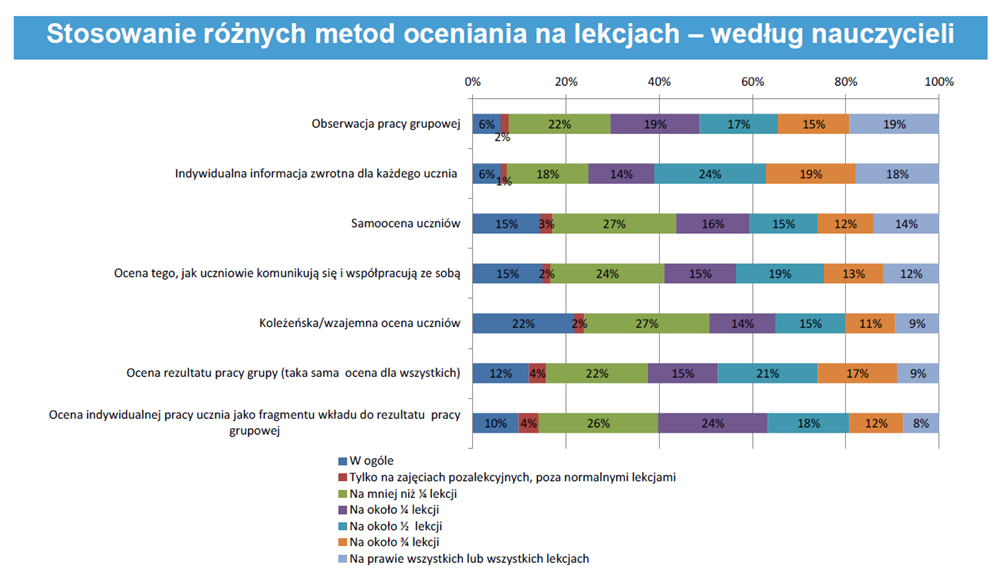 Stosowanie różnych metod oceniania na lekcjach – według nauczycieli
0% 20% 40% 60% 80% 100%
Obserwacja pracy grupowej 6% 2% 22% 19% 17% 15% 19%
Indywidualna informacja zwrotna dla każdego ucznia 6% 1% 18% 14% 24% 19% 18%
Samoocena uczniów 15% 3% 27% 16% 15% 12% 14%
Ocena tego, jak uczniowie komunikują się i współpracują ze sobą 15% 2% 24% 15% 19% 13% 12%
Koleżeńska/wzajemna ocena uczniów 22% 2% 27% 14% 15% 11% 9%
Ocena rezultatu pracy grupy (taka sama ocena dla wszystkich) 12% 4% 22% 15% 21% 17% 9%
Ocena indywidualnej pracy ucznia jako fragmentu wkładu do rezultatu pracy
grupowej 10% 4% 26% 24% 18% 12% 8%
W ogóle
Tylko na zajęciach pozalekcyjnych, poza normalnymi lekcjami
Na mniej niż ¼ lekcji
Na około ¼ lekcji
Na około ½ lekcji
Na około ¾ lekcji
Na prawie wszystkich lub wszystkich lekcjach